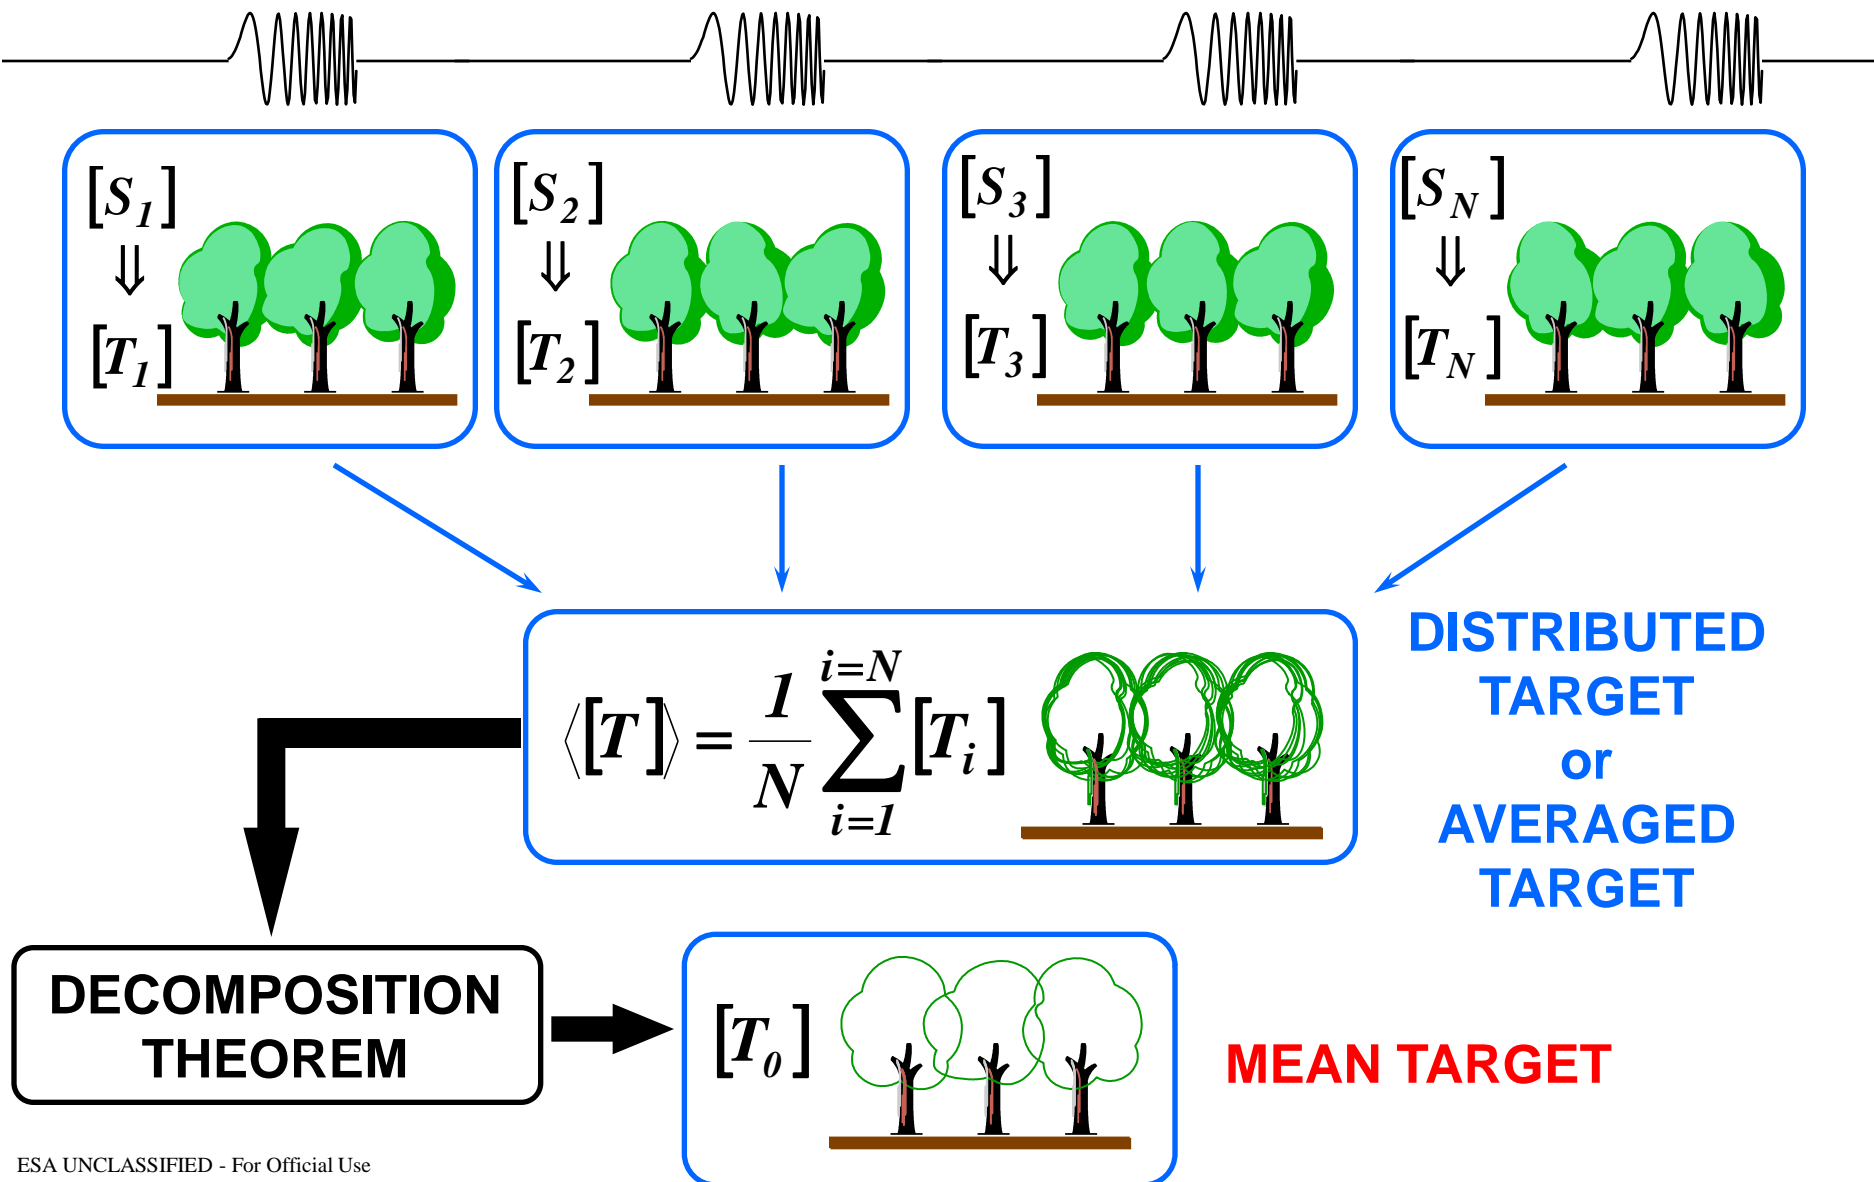 [S1] [S2] [S3] [SN]
⇓ ⇓ ⇓ ⇓
[T1] [T2] [T3] [TN]
⟨[T]⟩ = 1/N ∑ i=1 i=N [Ti]
DISTRIBUTED
TARGET
or
AVERAGED
TARGET
DECOMPOSITION
THEOREM
[T0]
MEAN TARGET
ESA UNCLASSIFIED - For Official Use